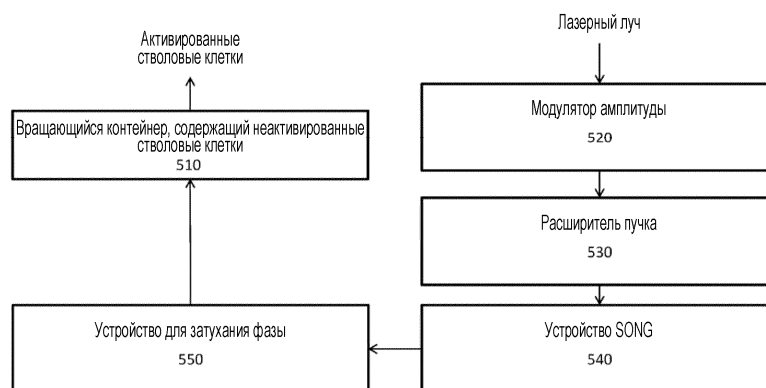 Активированные
стволовые клетки
Вращающийся контейнер, содержащий неактивированные
стволовые клетки
510
Лазерный луч
Модулятор амплитуды
520
Расширитель пучка
530
Устройство SONG
540
Устройство для затухания фазы
550